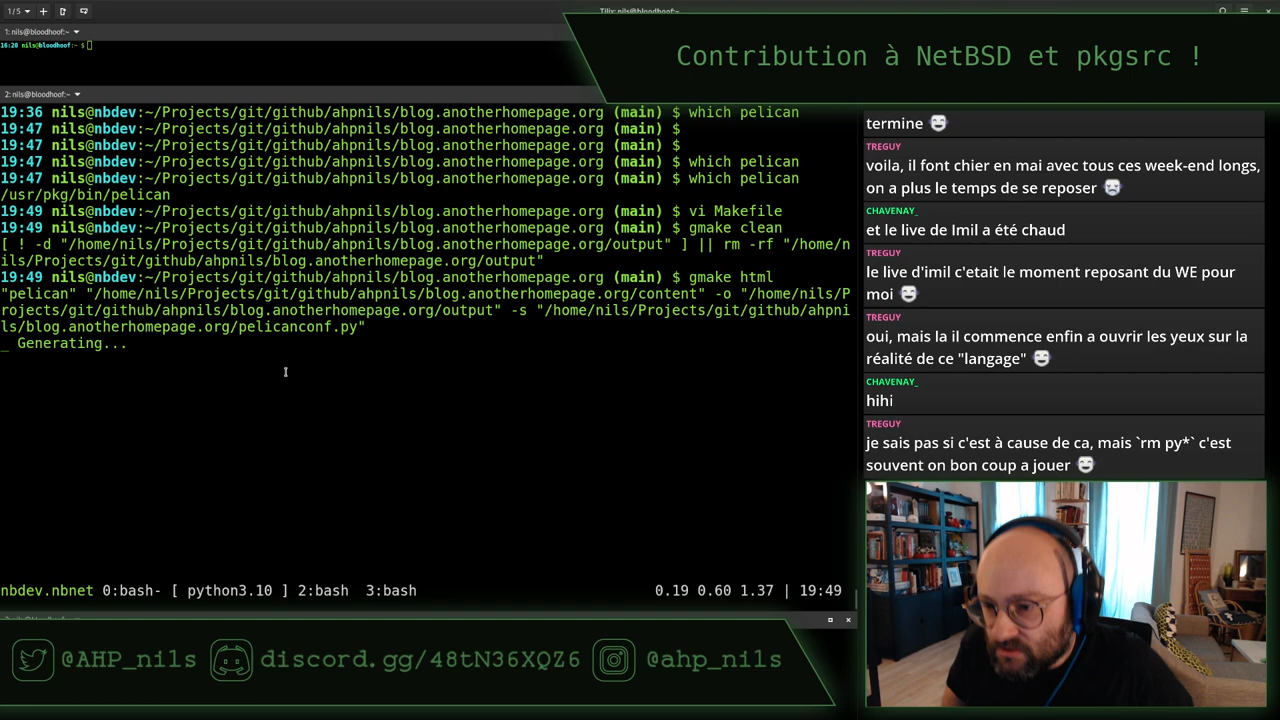 1/5
Tilix: nils@bloodhoof:~
1: nils@bloodhoof:~
16:20 nils@bloodhoof:~ $
Contribution à NetBSD et pkgsrc !
2: nils@bloodhoof:~
19:36 nils@nbdev:~/Projects/git/github/ahpnils/blog.anotherhomepage.org (main) $ which pelican
19:47 nils@nbdev:~/Projects/git/github/ahpnils/blog.anotherhomepage.org (main) $
19:47 nils@nbdev:~/Projects/git/github/ahpnils/blog.anotherhomepage.org (main) $
19:47 nils@nbdev:~/Projects/git/github/ahpnils/blog.anotherhomepage.org (main) $ which pelican
19:47 nils@nbdev:~/Projects/git/github/ahpnils/blog.anotherhomepage.org (main) $ which pelican
/usr/pkg/bin/pelican
19:49 nils@nbdev:~/Projects/git/github/ahpnils/blog.anotherhomepage.org (main) $ vi Makefile
19:49 nils@nbdev:~/Projects/git/github/ahpnils/blog.anotherhomepage.org (main) $ gmake clean
[ ! -d "/home/nils/Projects/git/github/ahpnils/blog.anotherhomepage.org/output" ] || rm -rf "/home/n
ils/Projects/git/github/ahpnils/blog.anotherhomepage.org/output"
19:49 nils@nbdev:~/Projects/git/github/ahpnils/blog.anotherhomepage.org (main) $ gmake html
"pelican" "/home/nils/Projects/git/github/ahpnils/blog.anotherhomepage.org/content" -o "/home/nils/P
rojects/git/github/ahpnils/blog.anotherhomepage.org/output" -s "/home/nils/Projects/git/github/ahpni
ls/blog.anotherhomepage.org/pelicanconf.py"
_ Generating...
nbdev.nbnet 0:bash- [ python3.10 ] 2:bash  3:bash
0.19 0.60 1.37 | 19:49
termine
TREGUY
voila, il font chier en mai avec tous ces week-end longs,
on a plus le temps de se reposer
CHAVENAY_
et le live de Imil a été chaud
TREGUY
le live d'imil c'etait le moment reposant du WE pour
moi
TREGUY
oui, mais la il commence enfin a ouvrir les yeux sur la
réalité de ce "langage"
CHAVENAY_
hihi
TREGUY
je sais pas si c'est à cause de ca, mais `rm py*` c'est
souvent on bon coup a jouer
@AHP_nils
discord.gg/48tN36XQZ6
@ahp_nils